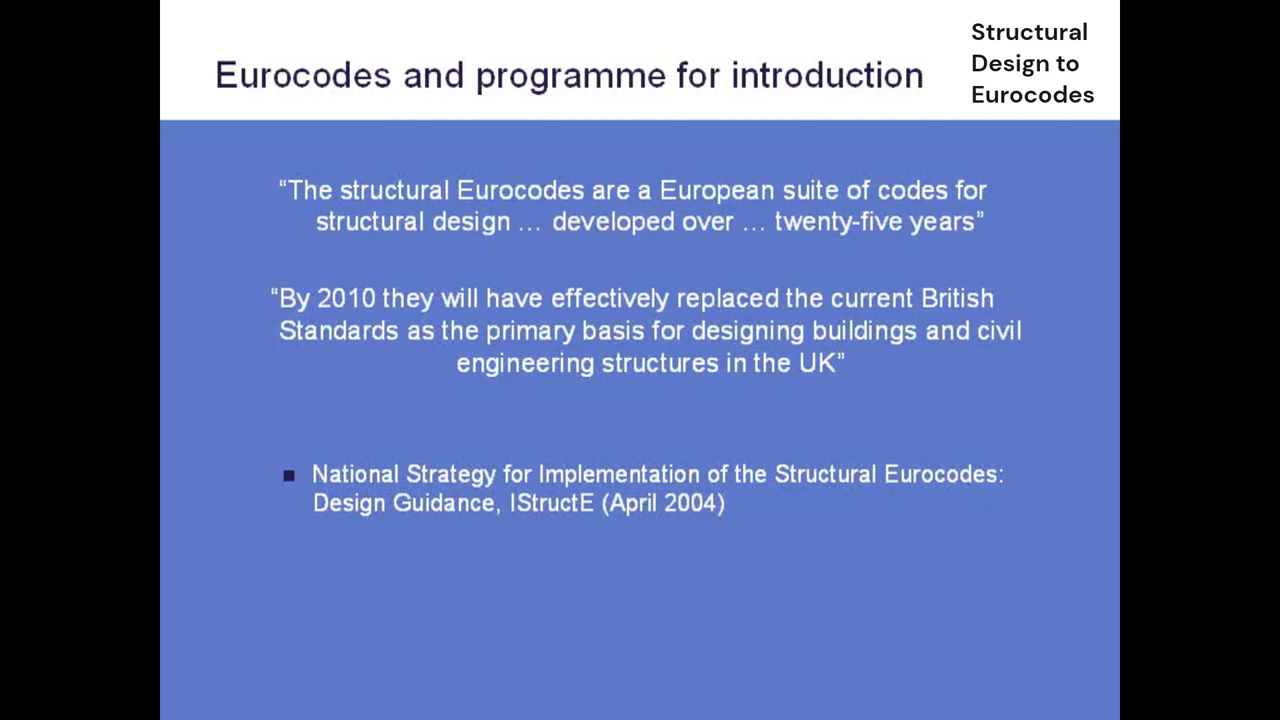 Eurocodes and programme for introduction
Structural
Design to
Eurocodes
“The structural Eurocodes are a European suite of codes for
structural design … developed over … twenty-five years”
“By 2010 they will have effectively replaced the current British
Standards as the primary basis for designing buildings and civil
engineering structures in the UK”
National Strategy for Implementation of the Structural Eurocodes:
Design Guidance, IStructE (April 2004)